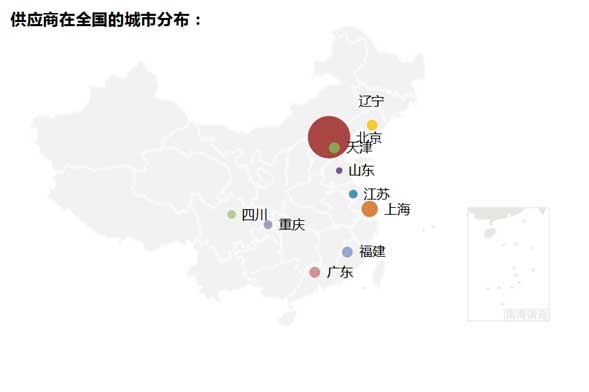 供应商在全国的城市分布：
辽宁
北京
天津
山东
江苏
上海
四川
重庆
福建
广东
南海诸岛